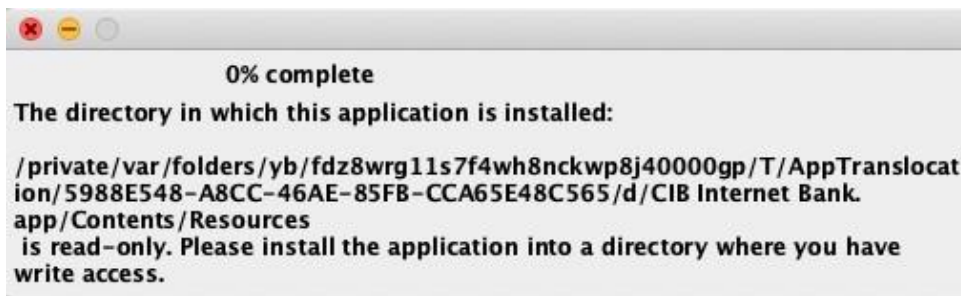 0% complete
The directory in which this application is installed:
/private/var/folders/yb/fdz8wrg11s7f4wh8nckwp8j40000gp/T/AppTranslocat
ion/5988E548-A8CC-46AE-85FB-CCA65E48C565/d/CIB Internet Bank.
app/Contents/Resources
is read-only. Please install the application into a directory where you have
write access.